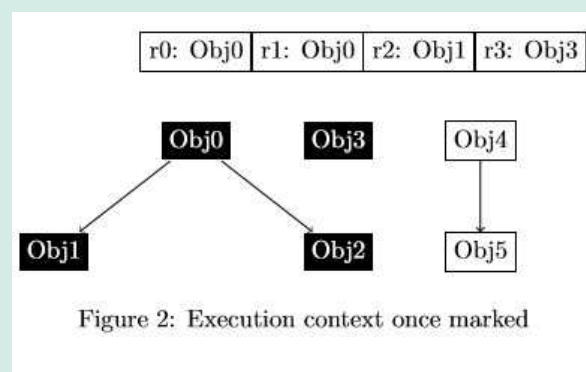 r0: Obj0 r1: Obj0 r2: Obj1 r3: Obj3
Obj0 Obj3 Obj4
Obj1 Obj2 Obj5
Figure 2: Execution context once marked